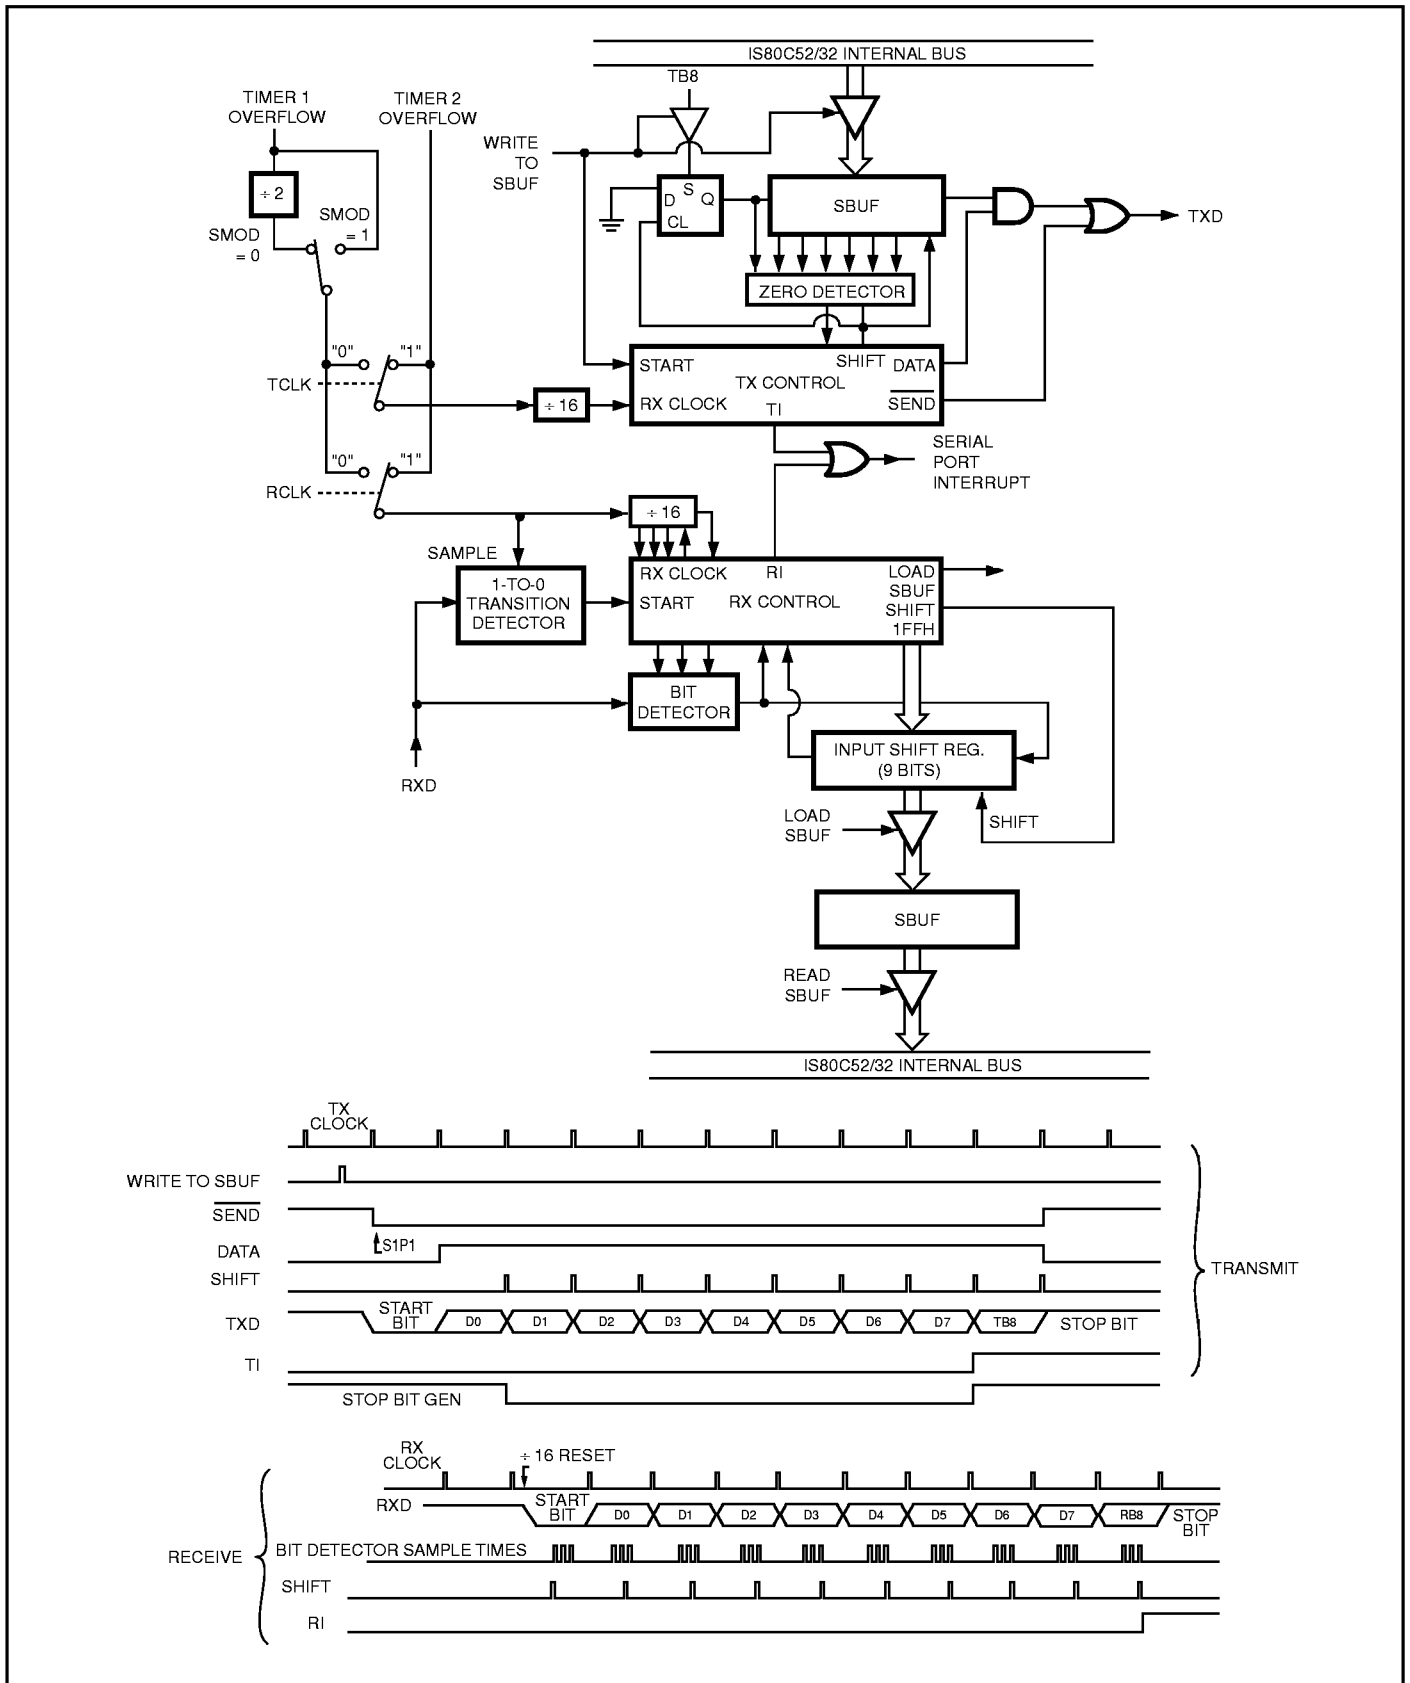 IS80C52/32 INTERNAL BUS
TB8
TIMER 1
OVERFLOW
TIMER 2
OVERFLOW
WRITE
TO
SBUF
÷ 2
SMOD
= 1
SMOD
= 0
S
D
Q
CL
SBUF
TXD
ZERO DETECTOR
"0"
"1"
TCLK
÷ 16
START
SHIFT
DATA
TX CONTROL
RX CLOCK
TI
SEND
SERIAL
PORT
INTERRUPT
"0"
"1"
RCLK
÷ 16
SAMPLE
1-TO-0
TRANSITION
DETECTOR
RX CLOCK
RI
LOAD
SBUF
START
RX CONTROL
SHIFT
1FFH
BIT
DETECTOR
RXD
INPUT SHIFT REG.
(9 BITS)
LOAD
SBUF
SHIFT
SBUF
READ
SBUF
IS80C52/32 INTERNAL BUS
TX
CLOCK
WRITE TO SBUF
SEND
S1P1
DATA
SHIFT
TRANSMIT
TXD
START
BIT
D0 D1 D2 D3 D4 D5 D6 D7 TB8
STOP BIT
TI
STOP BIT GEN
RX
CLOCK
÷ 16 RESET
RXD
START
BIT
D0 D1 D2 D3 D4 D5 D6 D7 RB8
STOP
BIT
RECEIVE
BIT DETECTOR SAMPLE TIMES
SHIFT
RI